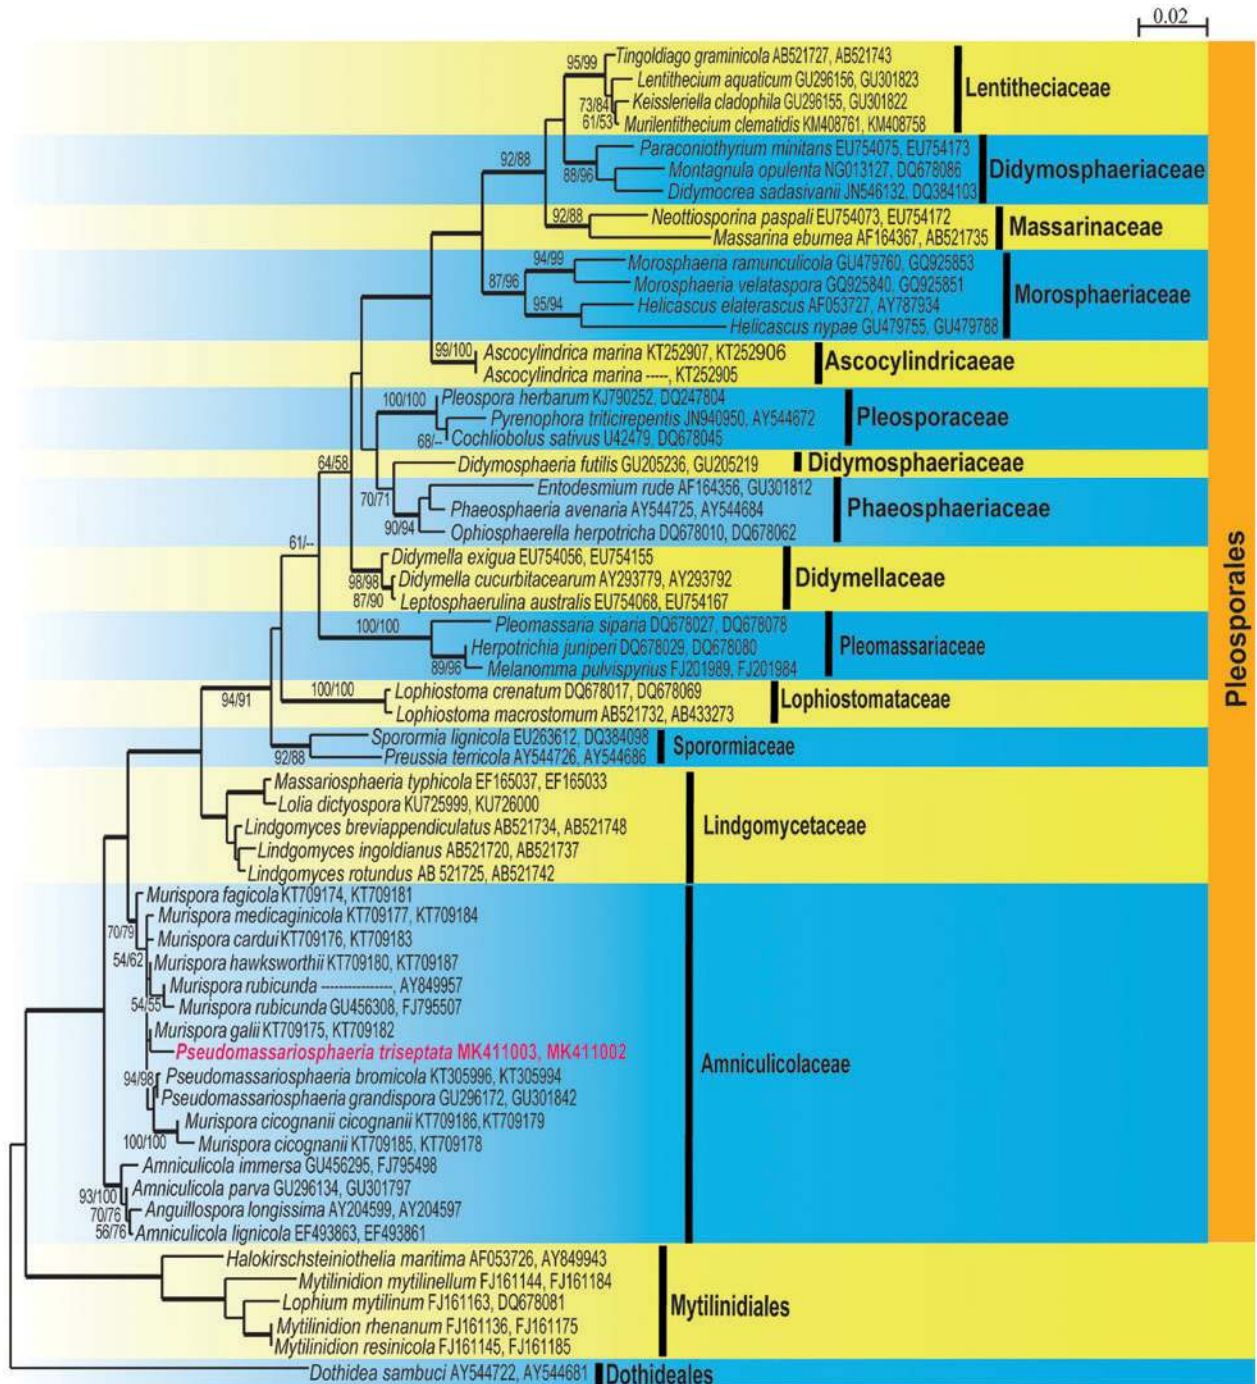 0.02
Tingoldiago graminicola AB521727, AB521743
95/99
Lentithecium aquaticum GU296156, GU301823
Lentitheciaceae
73/84
Keissleriella cladophila GU296155, GU301822
61/53
Murilentithecium clematidis KM408761, KM408758
Paraconiothyrium minitans EU754075, EU754173
92/88
88/96
Montagnula opulenta NG013127, DQ678086
Didymosphaeriaceae
Didymocrea sadasivanii JN546132, DQ384103
92/88
Neottiosporina paspali EU754073, EU754172
Massarinaceae
Massarina eburnea AF164367, AB521735
94/99
Morosphaeria ramunculicola GU479760, GQ925853
87/96
Morosphaeria velataspora GQ925840, GQ925851
Morosphaeriaceae
95/94
Helicascus elaterascus AF053727, AY787934
Helicascus nypae GU479755, GU479788
99/100
Ascocylindrica marina KT252907, KT252906
Ascocylindricaeae
Ascocylindrica marina -----, KT252905
100/100
Pleospora herbarum KJ790252, DQ247804
Pyrenophora triticirepentis JN940950, AY544672
Pleosporaceae
68/--
Cochliobolus sativus U42479, DQ678045
64/58
Didymosphaeria futilis GU205236, GU205219
Didymosphaeriaceae
70/71
Entodesmium rude AF164356, GU301812
Phaeosphaeria avenaria AY544725, AY544684
Phaeosphaeriaceae
90/94
Ophiosphaerella herpotricha DQ678010, DQ678062
61/--
Didymella exigua EU754056, EU754155
98/98
Didymella cucurbitacearum AY293779, AY293792
Didymellaceae
87/90
Leptosphaerulina australis EU754068, EU754167
100/100
Pleomassaria siparia DQ678027, DQ678078
Herpotrichia juniperi DQ678029, DQ678080
Pleomassariaceae
89/96
Melanomma pulvispyrius FJ201989, FJ201984
94/91
100/100
Lophiostoma crenatum DQ678017, DQ678069
Lophiostomataceae
Lophiostoma macrostomum AB521732, AB433273
Sporormia lignicola EU263612, DQ384098
Sporormiaceae
92/88
Preussia terricola AY544726, AY544686
Massariosphaeria typhicola EF165037, EF165033
Lolia dictyospora KU725999, KU726000
Lindgomyces breviappendiculatus AB521734, AB521748
Lindgomycetaceae
Lindgomyces ingoldianus AB521720, AB521737
Lindgomyces rotundus AB 521725, AB521742
Murispora fagicola KT709174, KT709181
Murispora medicaginicola KT709177, KT709184
70/79
Murispora cardui KT709176, KT709183
54/62
Murispora hawksworthii KT709180, KT709187
Murispora rubicunda ----------------, AY849957
54/55
Murispora rubicunda GU456308, FJ795507
Murispora galii KT709175, KT709182
Pseudomassariosphaeria triseptata MK411003, MK411002
Amniculicolaceae
94/98
Pseudomassariosphaeria bromicola KT305996, KT305994
Pseudomassariosphaeria grandispora GU296172, GU301842
Murispora cicognanii cicognanii KT709186,KT709179
100/100
Murispora cicognanii KT709185, KT709178
Amniculicola immersa GU456295, FJ795498
93/100
Amniculicola parva GU296134, GU301797
70/76
Anguillospora longissima AY204599, AY204597
56/76
Amniculicola lignicola EF493863, EF493861
Pleosporales
Halokirschsteiniothelia maritima AF053726, AY849943
Mytilinidion mytilinellum FJ161144, FJ161184
Lophium mytilinum FJ161163, DQ678081
Mytilinidiales
Mytilinidion rhenanum FJ161136, FJ161175
Mytilinidion resinicola FJ161145, FJ161185
Dothidea sambuci AY544722, AY544681
Dothideales